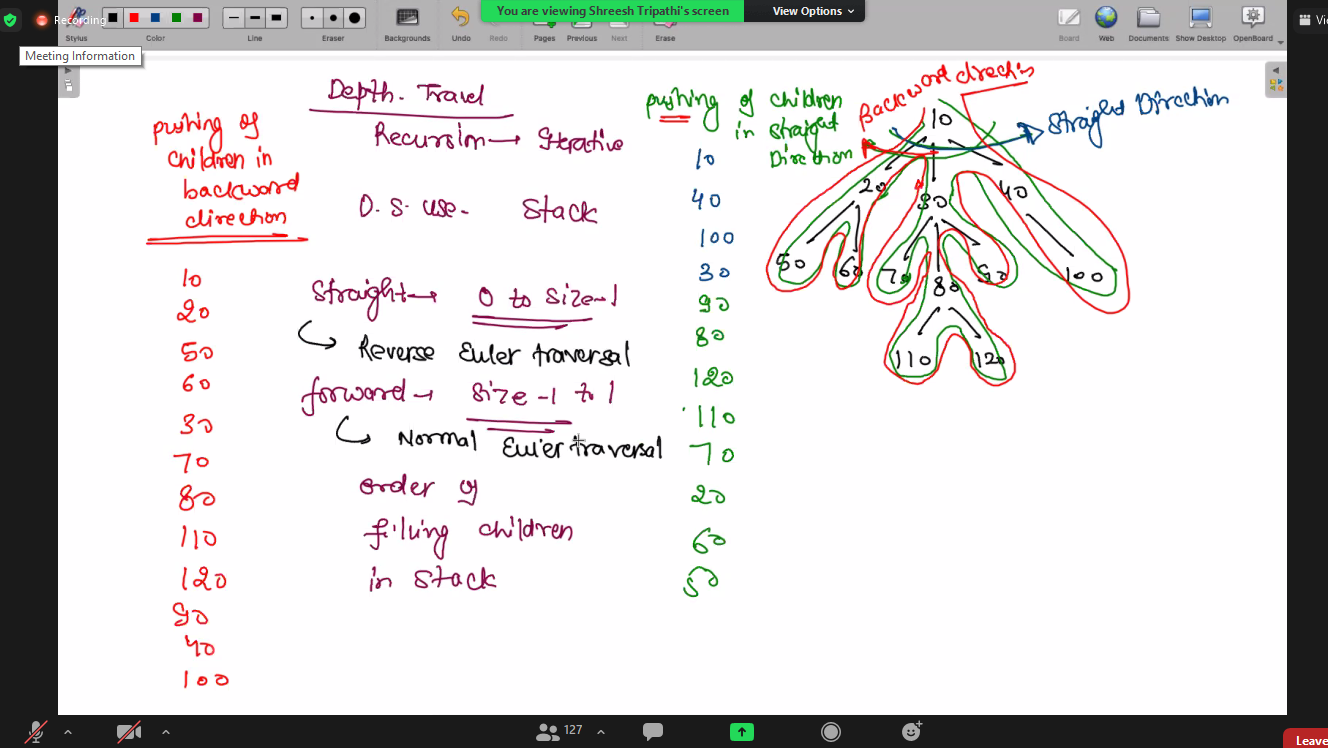 Recording
You are viewing Shreesh Tripathi's screen
View Options
Vi
Stylus
Color
Line
Eraser
Backgrounds
Undo
Redo
Pages
Previous
Next
Erase
Board
Web
Documents
Show Desktop
OpenBoard
Meeting Information
pushing of
children in
backward
direction
10
20
50
60
30
70
80
110
120
90
40
100
Depth. Travel
Recursion → Iterative
O.S. use - Stack
Straight → 0 to size-1
Reverse Euler traversal
forward → size -1 to 1
Normal Euler traversal
order of
filling children
in stack
pushing of children
in straight
Direction
10
40
100
30
90
80
120
110
70
20
60
50
Backward direction
Straight Direction
10
20
30
40
50
60
70
80
90
100
110
120
127
Leave